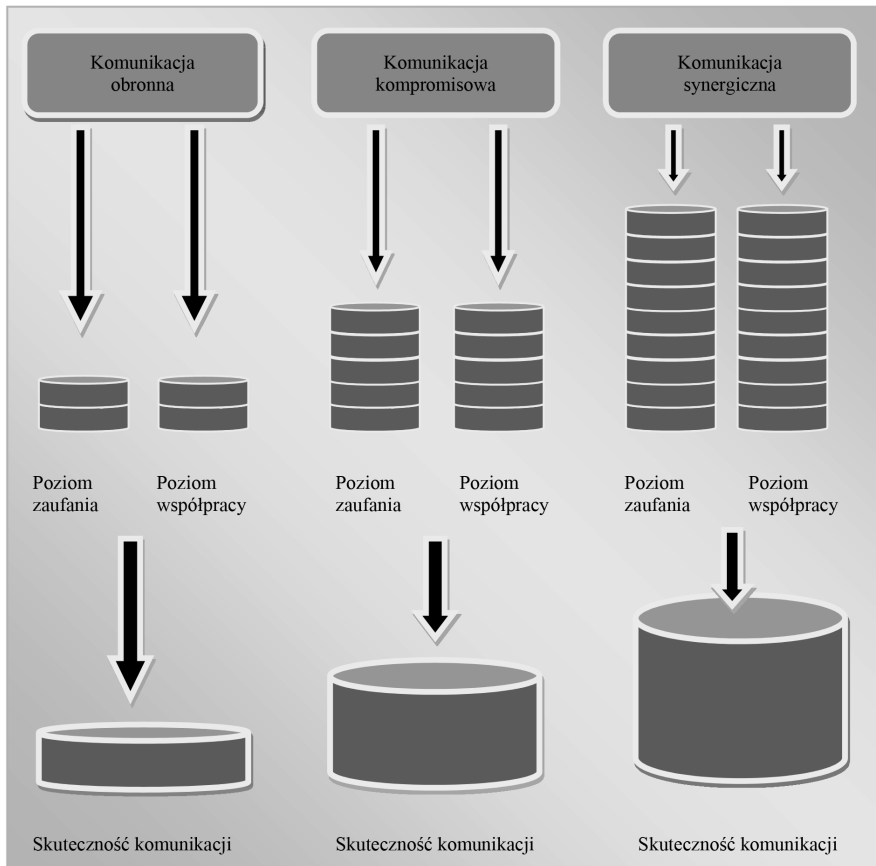 Komunikacja
obronna
Komunikacja
kompromisowa
Komunikacja
synergiczna
Poziom
zaufania
Poziom
współpracy
Poziom
zaufania
Poziom
współpracy
Poziom
zaufania
Poziom
współpracy
Skuteczność komunikacji
Skuteczność komunikacji
Skuteczność komunikacji